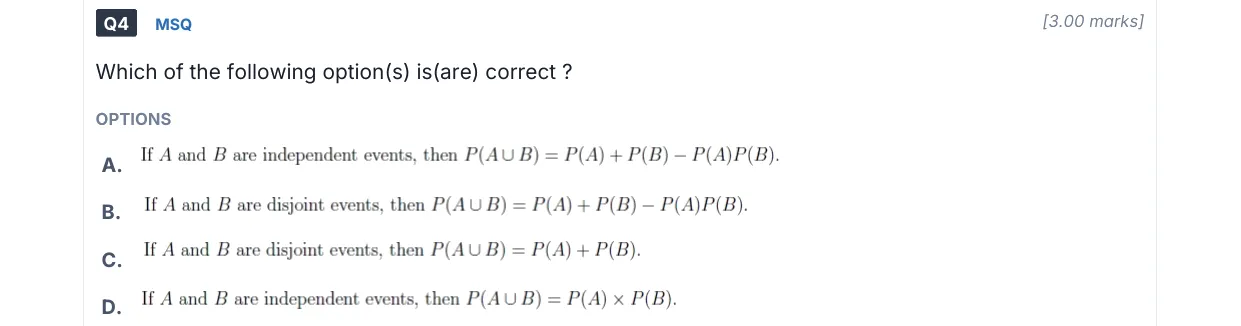 Q4 MSQ [3.00 marks]
Which of the following option(s) is(are) correct ?
OPTIONS
A. If A and B are independent events, then P(A ∪ B) = P(A) + P(B) − P(A)P(B).
B. If A and B are disjoint events, then P(A ∪ B) = P(A) + P(B) − P(A)P(B).
C. If A and B are disjoint events, then P(A ∪ B) = P(A) + P(B).
D. If A and B are independent events, then P(A ∪ B) = P(A) × P(B).